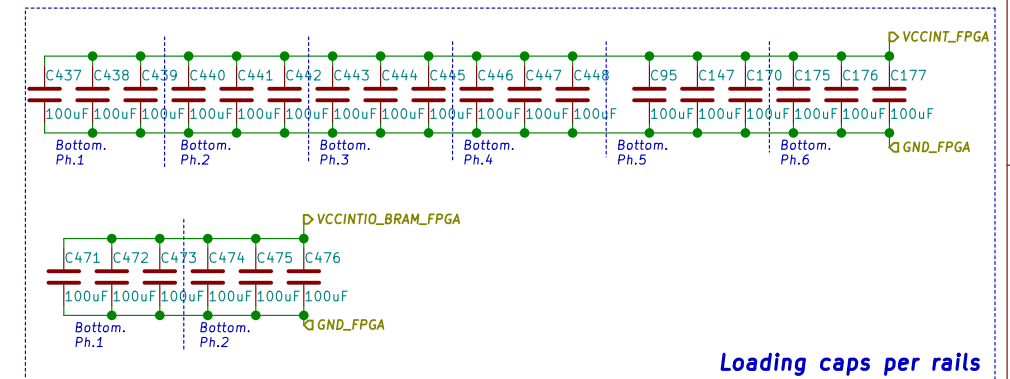 VCCINT_FPGA
C437 C438 C439 C440 C441 C442 C443 C444 C445 C446 C447 C448 C95 C147 C170 C175 C176 C177
100uF 100uF 100uF 100uF 100uF 100uF 100uF 100uF 100uF 100uF 100uF 100uF 100uF 100uF 100uF 100uF 100uF 100uF
Bottom. Bottom. Bottom. Bottom. Bottom. Bottom. GND_FPGA
Ph.1 Ph.2 Ph.3 Ph.4 Ph.5 Ph.6
VCCINTIO_BRAM_FPGA
C471 C472 C473 C474 C475 C476
100uF 100uF 100uF 100uF 100uF 100uF
Bottom. Bottom. GND_FPGA
Ph.1 Ph.2
Loading caps per rails